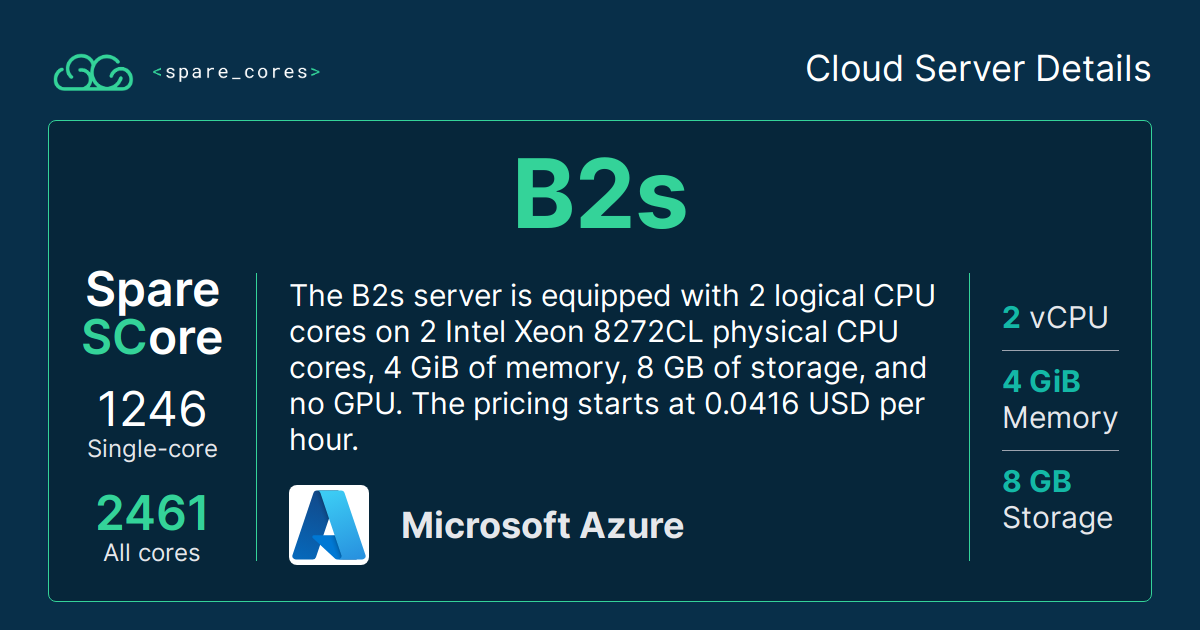 <spare_cores>
Cloud Server Details
B2s
Spare
SCore
1246
Single-core
2461
All cores
The B2s server is equipped with 2 logical CPU
cores on 2 Intel Xeon 8272CL physical CPU
cores, 4 GiB of memory, 8 GB of storage, and
no GPU. The pricing starts at 0.0416 USD per
hour.
Microsoft Azure
2 vCPU
4 GiB
Memory
8 GB
Storage